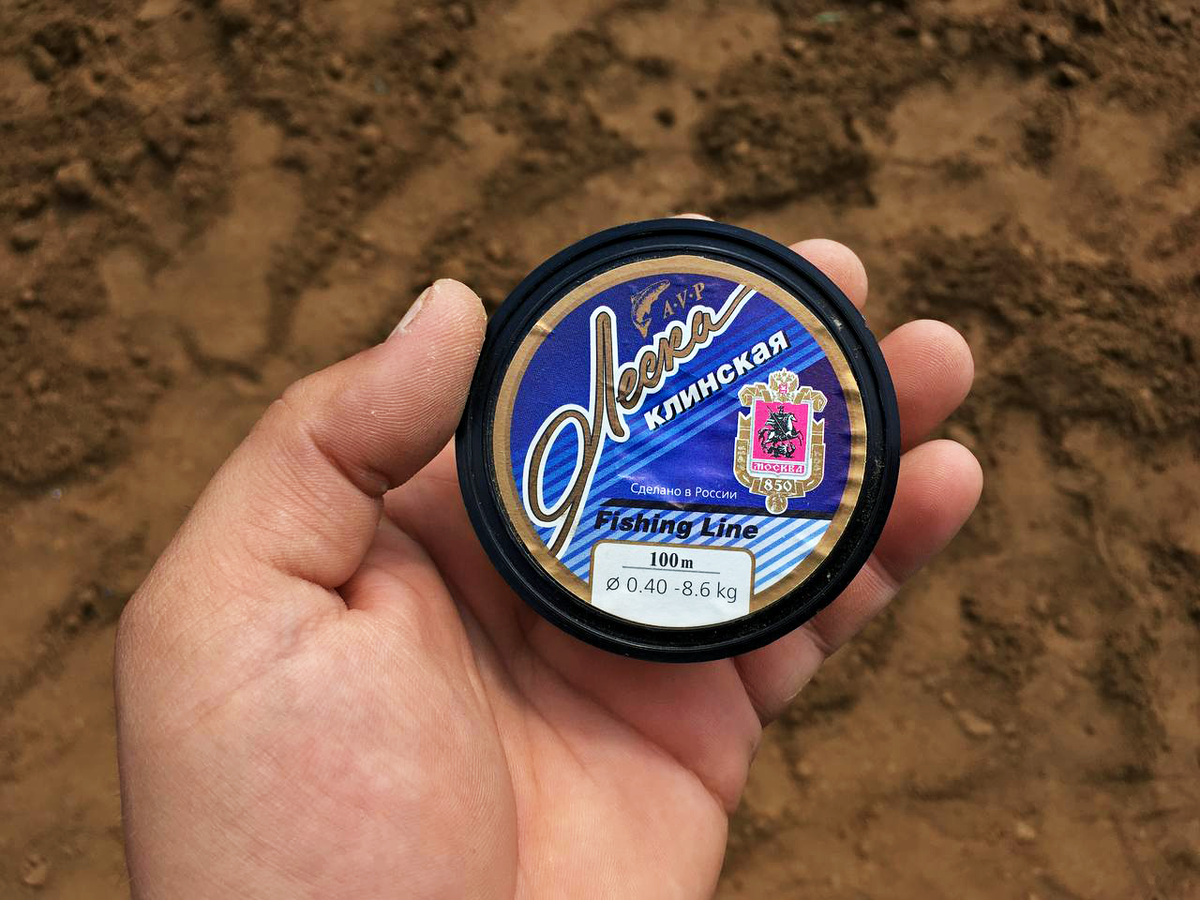 A·V·P
Леска
клинская
МОСКВА
850
Сделано в России
Fishing Line
100m
Ø 0.40 -8.6 kg